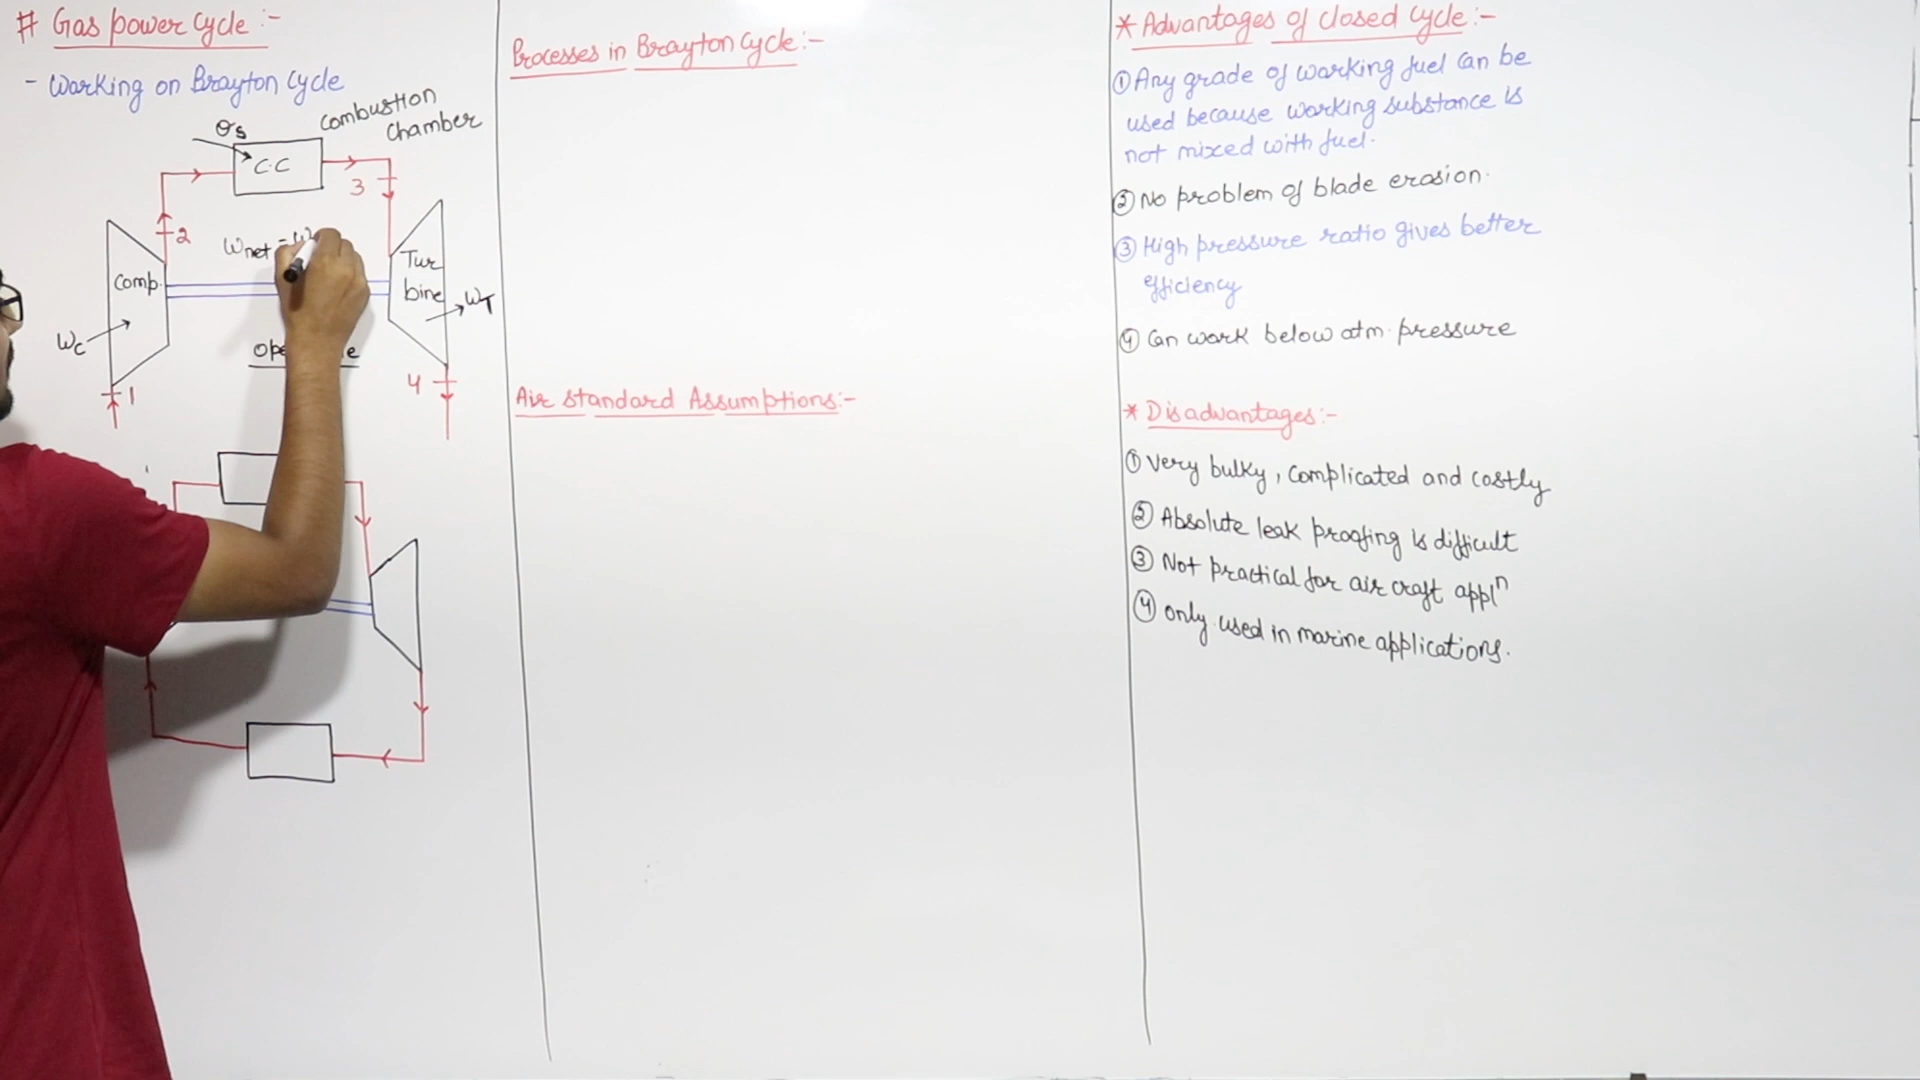 # Gas power cycle :-
- Working on Brayton Cycle
Combustion
chamber
Qs
C.C
3
2
Wnet = W
Comp.
Tur
bine
WT
Wc
4
1
Processes in Brayton Cycle :-
Air standard Assumptions :-
* Advantages of closed cycle :-
① Any grade of working fuel can be
used because working substance is
not mixed with fuel.
② No problem of blade erosion.
③ High pressure ratio gives better
efficiency
④ Can work below atm. pressure
* Disadvantages :-
① Very bulky, complicated and costly
② Absolute leak proofing is difficult
③ Not practical for air craft applⁿ
④ only used in marine applications.